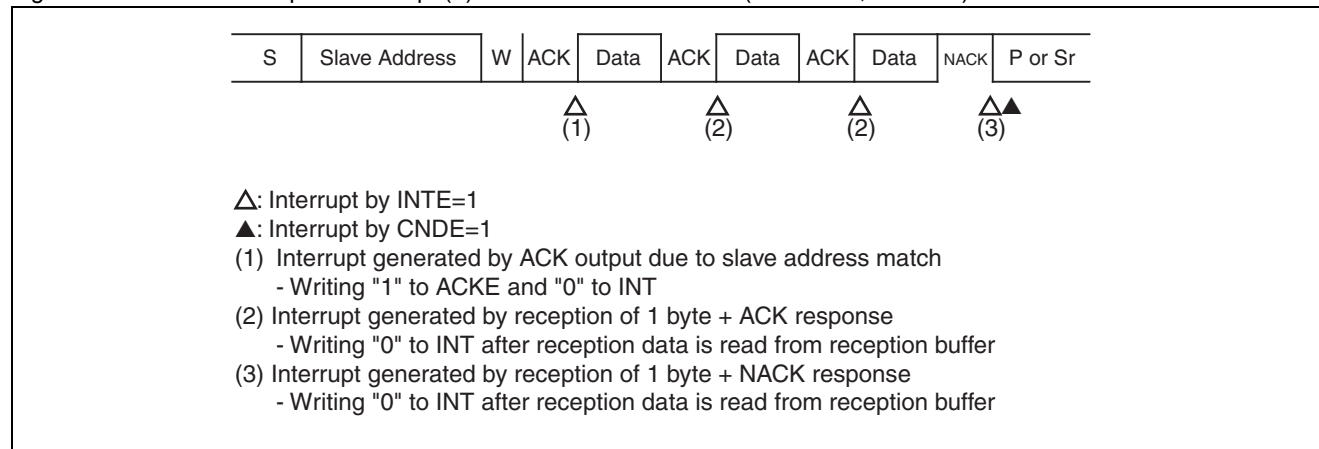 S Slave Address W ACK Data ACK Data ACK Data NACK P or Sr
(1) (2) (2) (3)
△: Interrupt by INTE=1
▲: Interrupt by CNDE=1
(1) Interrupt generated by ACK output due to slave address match
- Writing "1" to ACKE and "0" to INT
(2) Interrupt generated by reception of 1 byte + ACK response
- Writing "0" to INT after reception data is read from reception buffer
(3) Interrupt generated by reception of 1 byte + NACK response
- Writing "0" to INT after reception data is read from reception buffer